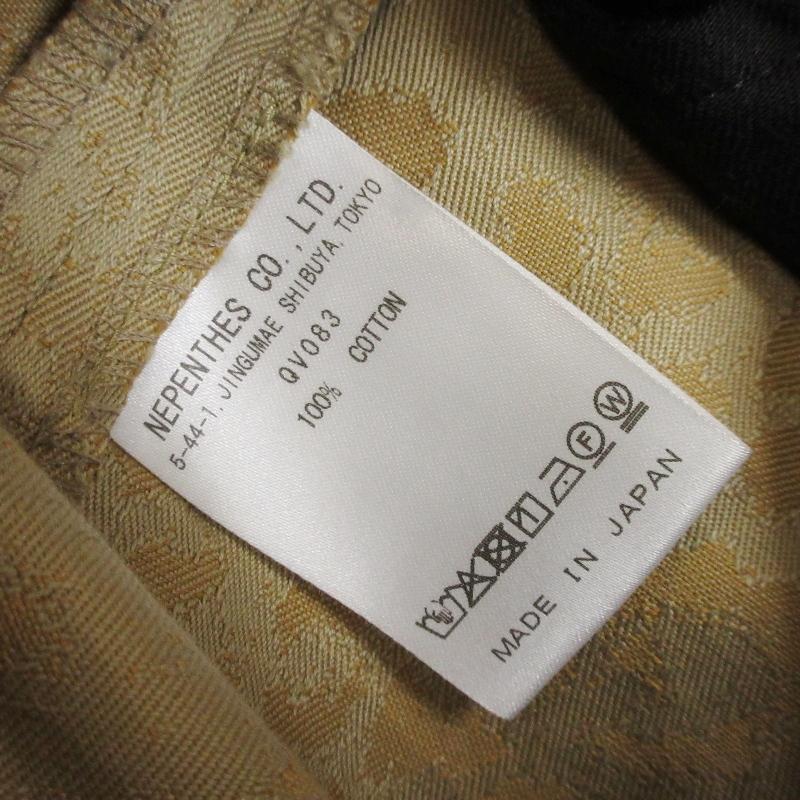 NEPENTHES CO., LTD.
5-44-1, JINGUMAE SHIBUYA, TOKYO
QV083
100% COTTON
F W
MADE IN JAPAN